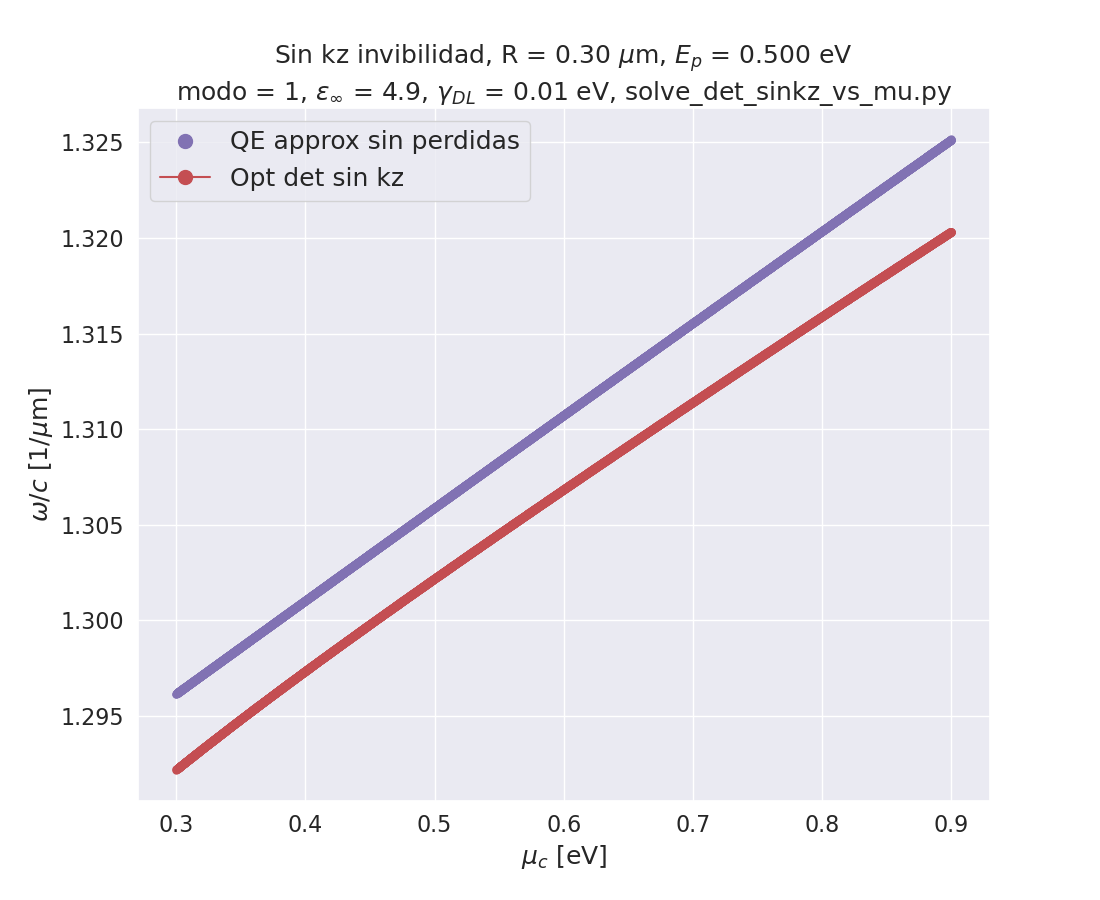 Sin kz invibilidad, R = 0.30 μm, E_p = 0.500 eV
modo = 1, ε_∞ = 4.9, γ_DL = 0.01 eV, solve_det_sinkz_vs_mu.py
QE approx sin perdidas
Opt det sin kz
1.325
1.320
1.315
1.310
1.305
1.300
1.295
ω/c [1/μm]
0.3 0.4 0.5 0.6 0.7 0.8 0.9
μ_c [eV]